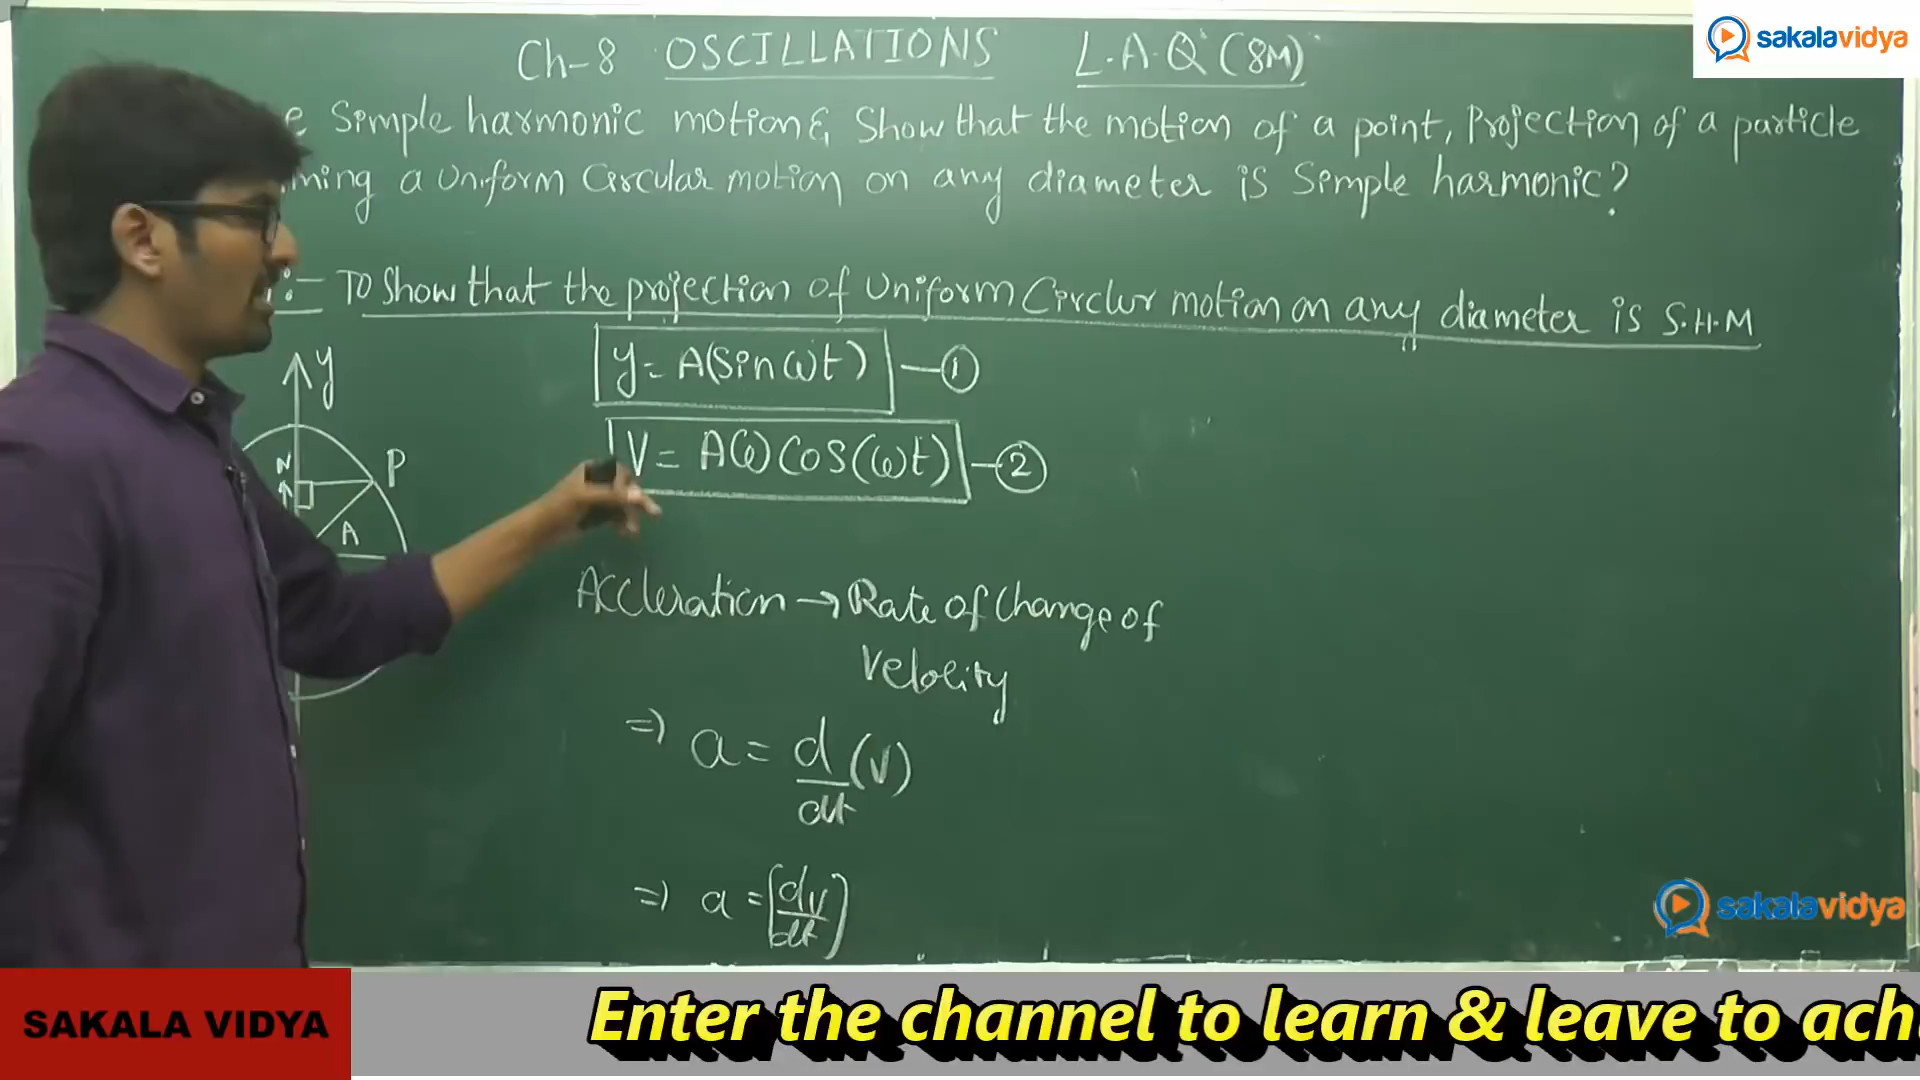 sakalavidya
Ch-8 OSCILLATIONS L.A.Q (8M)
e Simple harmonic motion & Show that the motion of a point, Projection of a particle
ming a Uniform Circular motion on any diameter is Simple harmonic?
:- To Show that the projection of Uniform Circlur motion on any diameter is S.H.M
y = A(Sin ωt) — ①
V = Aω Cos(ωt) — ②
y
N
P
A
Accleration → Rate of Change of
Velocity
⇒ a = d/dt (V)
⇒ a = (dv/dt)
sakalavidya
SAKALA VIDYA
Enter the channel to learn & leave to ach